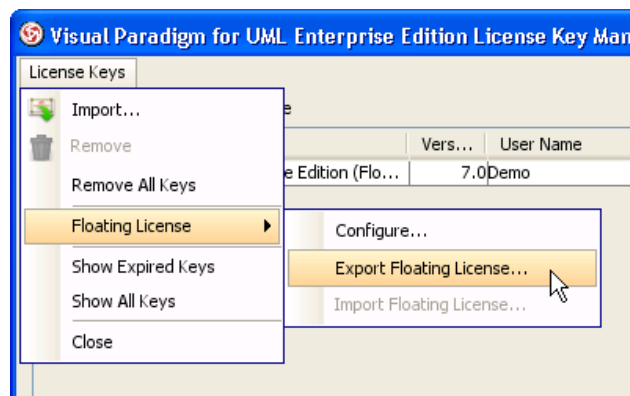 Visual Paradigm for UML Enterprise Edition License Key Man
License Keys
Import...
e
Remove
Vers... User Name
Remove All Keys
e Edition (Flo... 7.0 Demo
Floating License
Configure...
Show Expired Keys
Export Floating License...
Show All Keys
Import Floating License...
Close